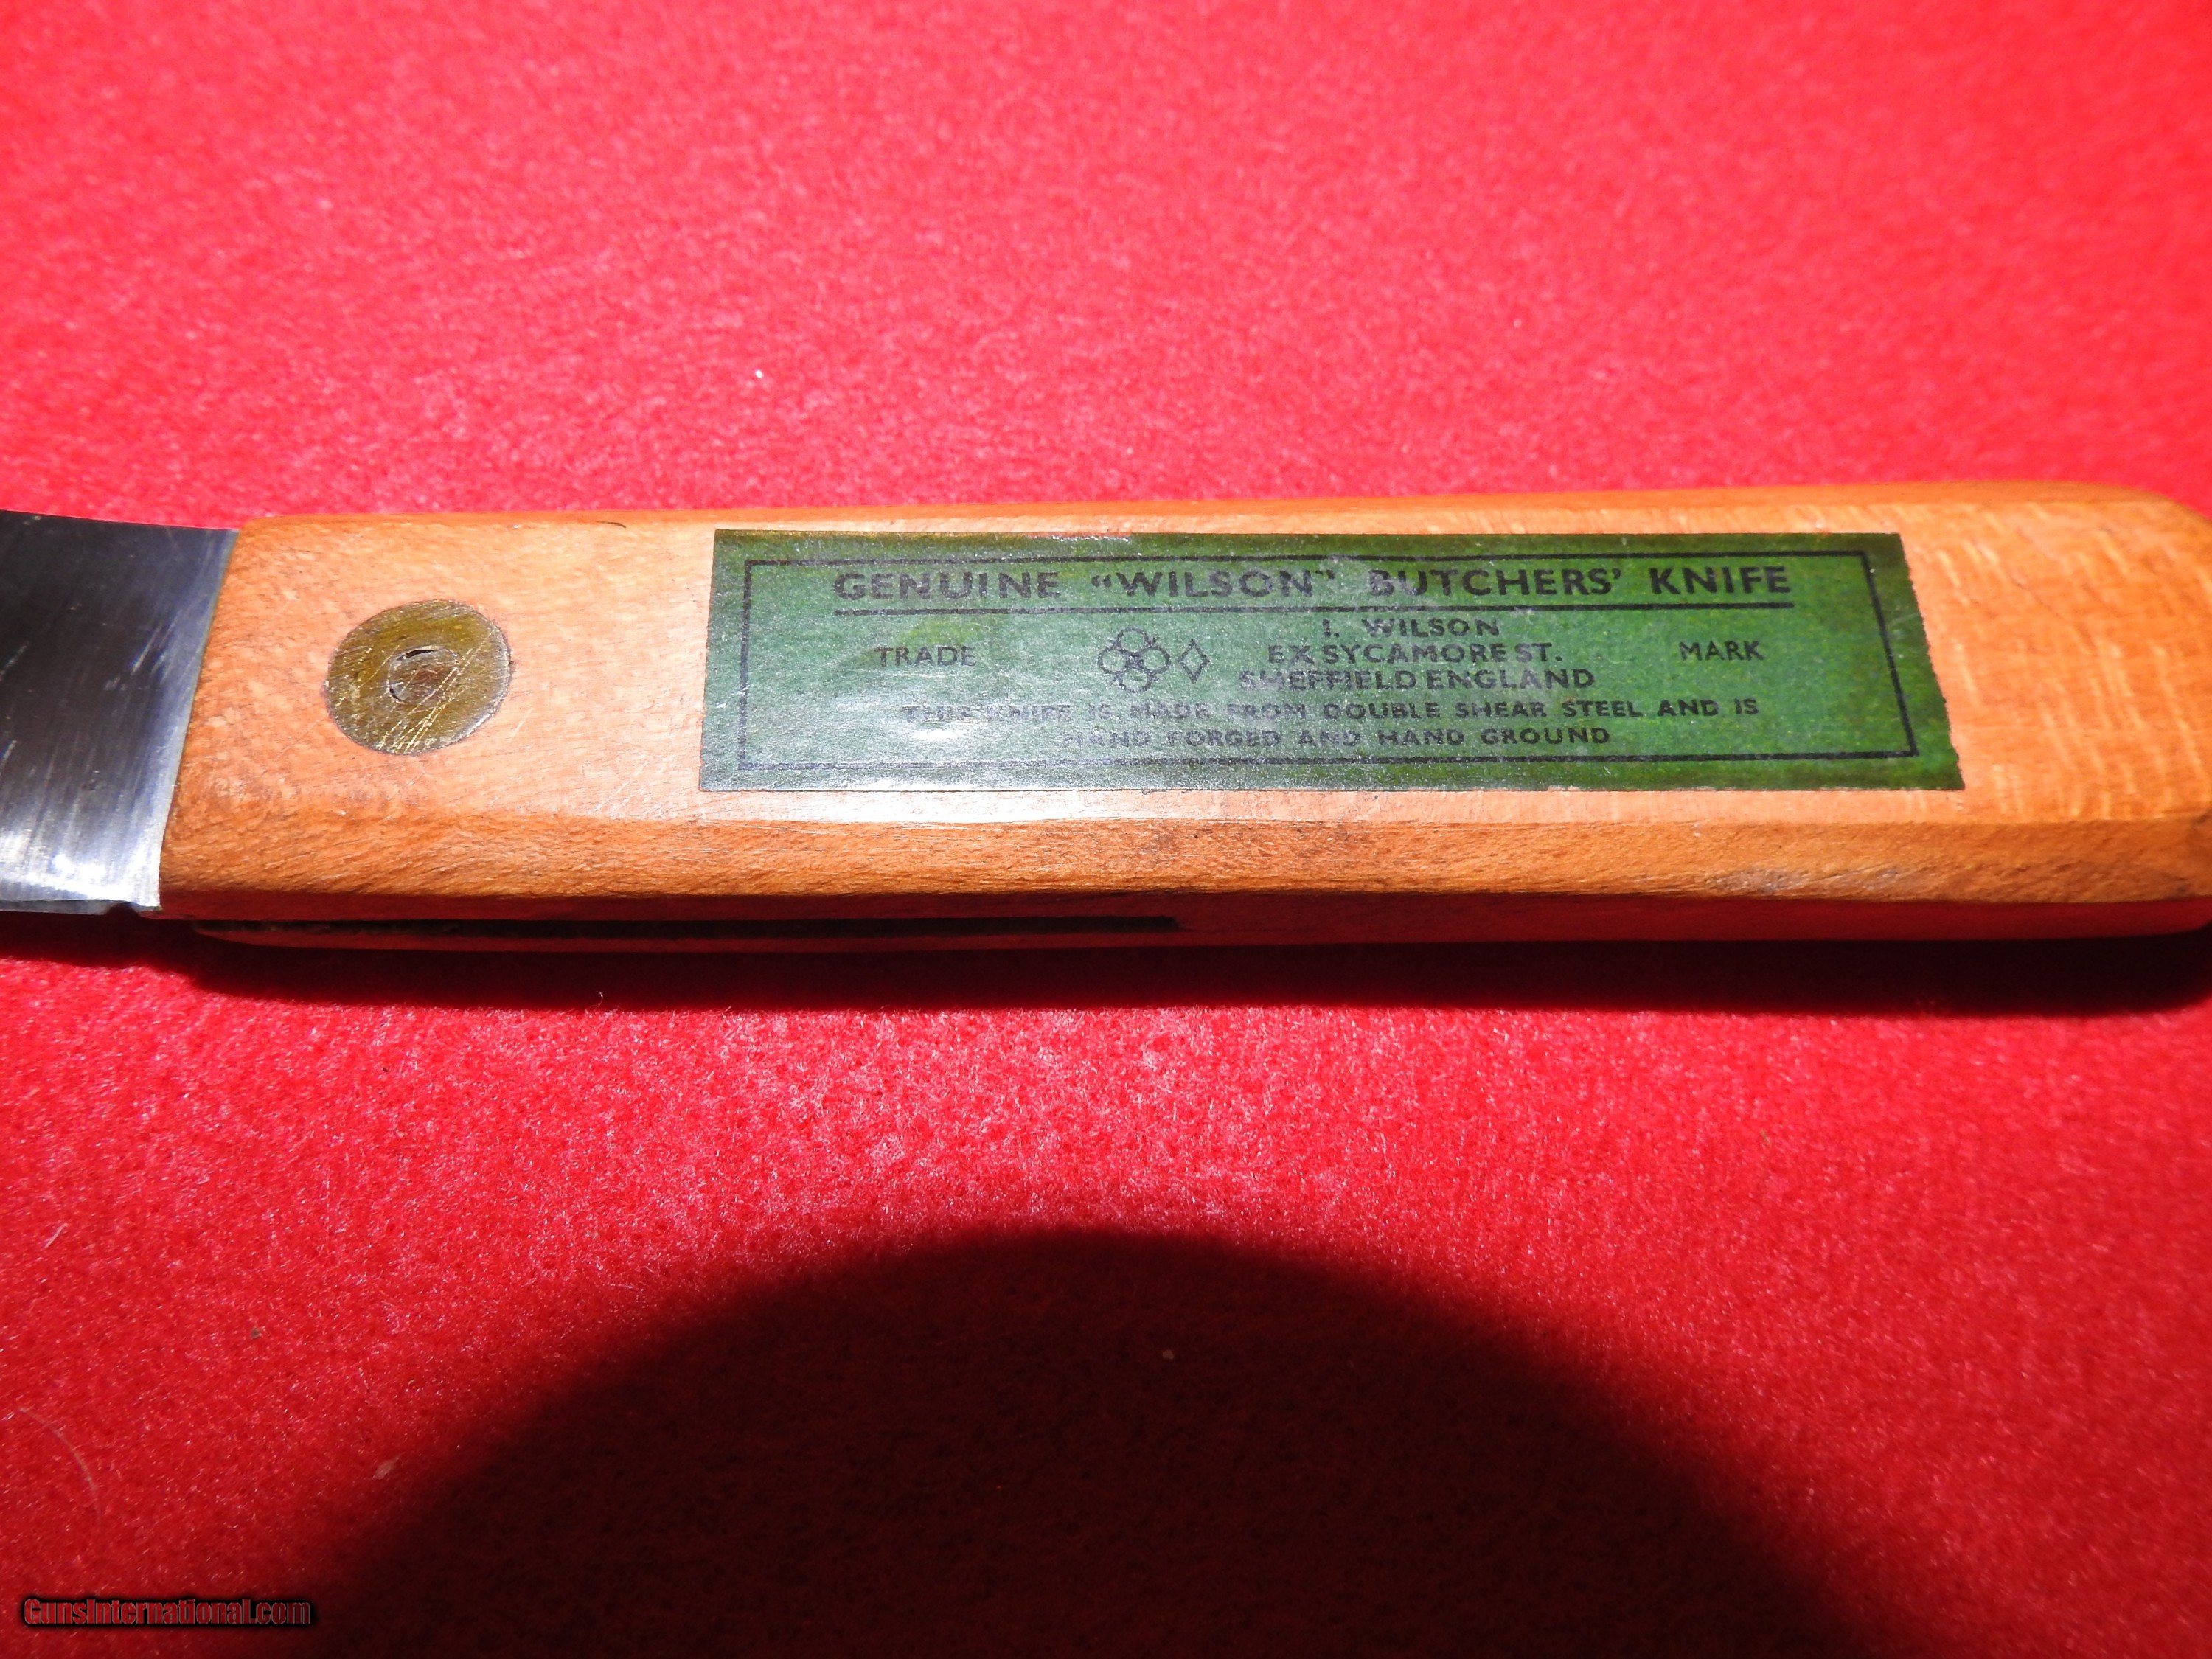 GENUINE “WILSON” BUTCHERS’ KNIFE
I. WILSON
TRADE EX SYCAMORE ST. MARK
SHEFFIELD ENGLAND
THIS KNIFE IS MADE FROM DOUBLE SHEAR STEEL AND IS
HAND FORGED AND HAND GROUND
GunsInternational.com